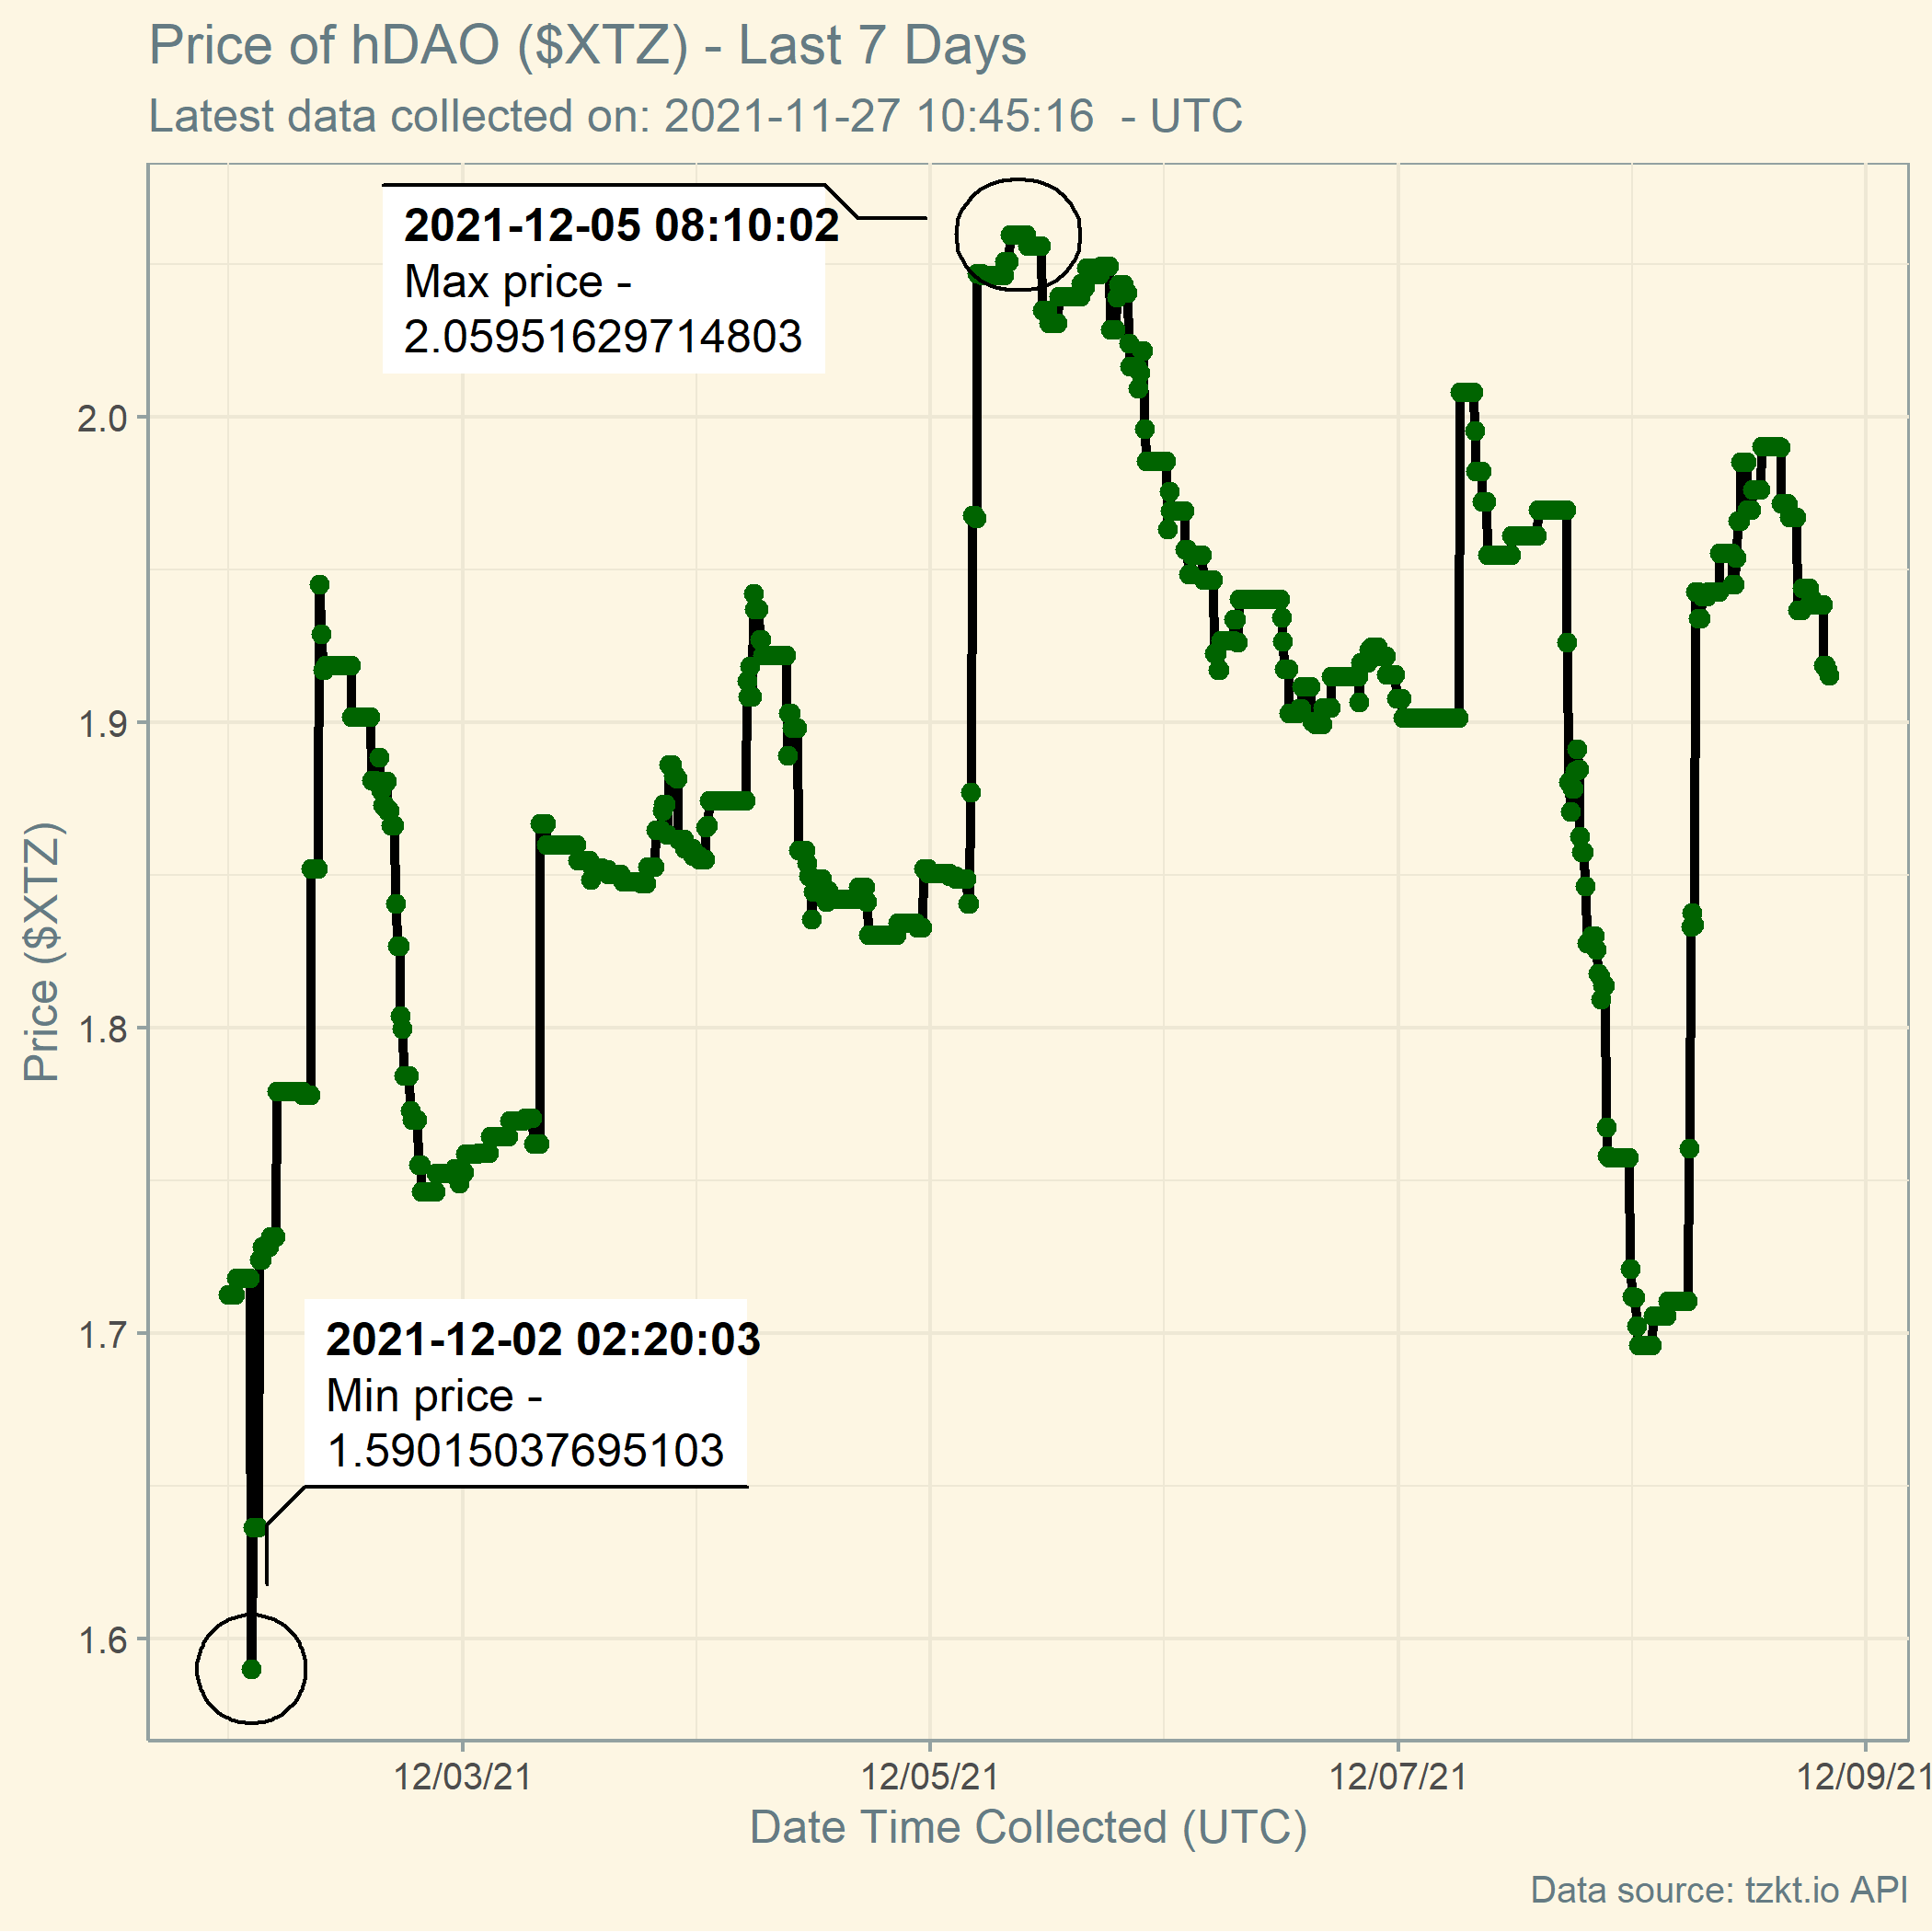 Price of hDAO ($XTZ) - Last 7 Days
Latest data collected on: 2021-11-27 10:45:16  - UTC
2021-12-05 08:10:02
Max price -
2.05951629714803
2.0
1.9
Price ($XTZ)
1.8
1.7
2021-12-02 02:20:03
Min price -
1.59015037695103
1.6
12/03/21 12/05/21 12/07/21 12/09/21
Date Time Collected (UTC)
Data source: tzkt.io API